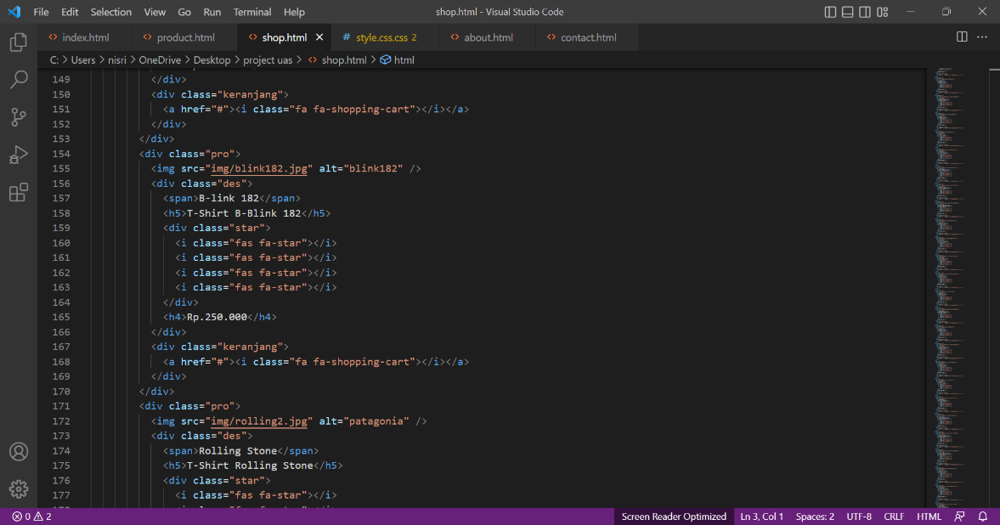 File Edit Selection View Go Run Terminal Help shop.html - Visual Studio Code
<> index.html <> product.html <> shop.html # style.css.css 2 <> about.html <> contact.html
C: > Users > nisri > OneDrive > Desktop > project uas > <> shop.html > html
149 </div>
150 <div class="keranjang">
151 <a href="#"><i class="fa fa-shopping-cart"></i></a>
152 </div>
153 </div>
154 <div class="pro">
155 <img src="img/blink182.jpg" alt="blink182" />
156 <div class="des">
157 <span>B-link 182</span>
158 <h5>T-Shirt B-Blink 182</h5>
159 <div class="star">
160 <i class="fas fa-star"></i>
161 <i class="fas fa-star"></i>
162 <i class="fas fa-star"></i>
163 <i class="fas fa-star"></i>
164 </div>
165 <h4>Rp.250.000</h4>
166 </div>
167 <div class="keranjang">
168 <a href="#"><i class="fa fa-shopping-cart"></i></a>
169 </div>
170 </div>
171 <div class="pro">
172 <img src="img/rolling2.jpg" alt="patagonia" />
173 <div class="des">
174 <span>Rolling Stone</span>
175 <h5>T-Shirt Rolling Stone</h5>
176 <div class="star">
177 <i class="fas fa-star"></i>
0 2 Screen Reader Optimized Ln 3, Col 1 Spaces: 2 UTF-8 CRLF HTML